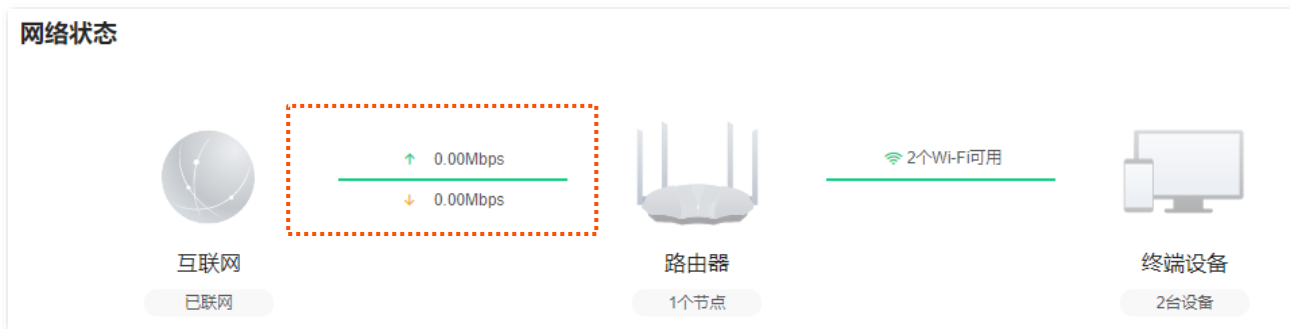 网络状态
0.00Mbps
2个Wi-Fi可用
0.00Mbps
互联网
路由器
终端设备
已联网
1个节点
2台设备